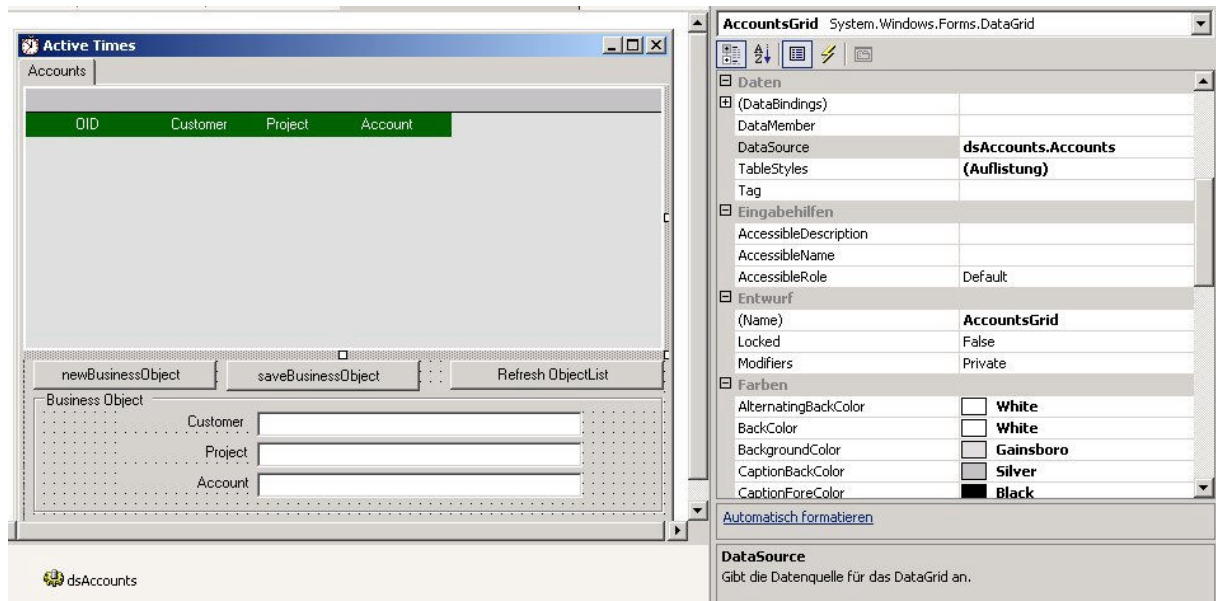 Active Times
Accounts
OID Customer Project Account
newBusinessObject saveBusinessObject Refresh ObjectList
Business Object
Customer
Project
Account
dsAccounts
AccountsGrid System.Windows.Forms.DataGrid
Daten
(DataBindings)
DataMember
DataSource dsAccounts.Accounts
TableStyles (Auflistung)
Tag
Eingabehilfen
AccessibleDescription
AccessibleName
AccessibleRole Default
Entwurf
(Name) AccountsGrid
Locked False
Modifiers Private
Farben
AlternatingBackColor White
BackColor White
BackgroundColor Gainsboro
CaptionBackColor Silver
CaptionForeColor Black
Automatisch formatieren
DataSource
Gibt die Datenquelle für das DataGrid an.